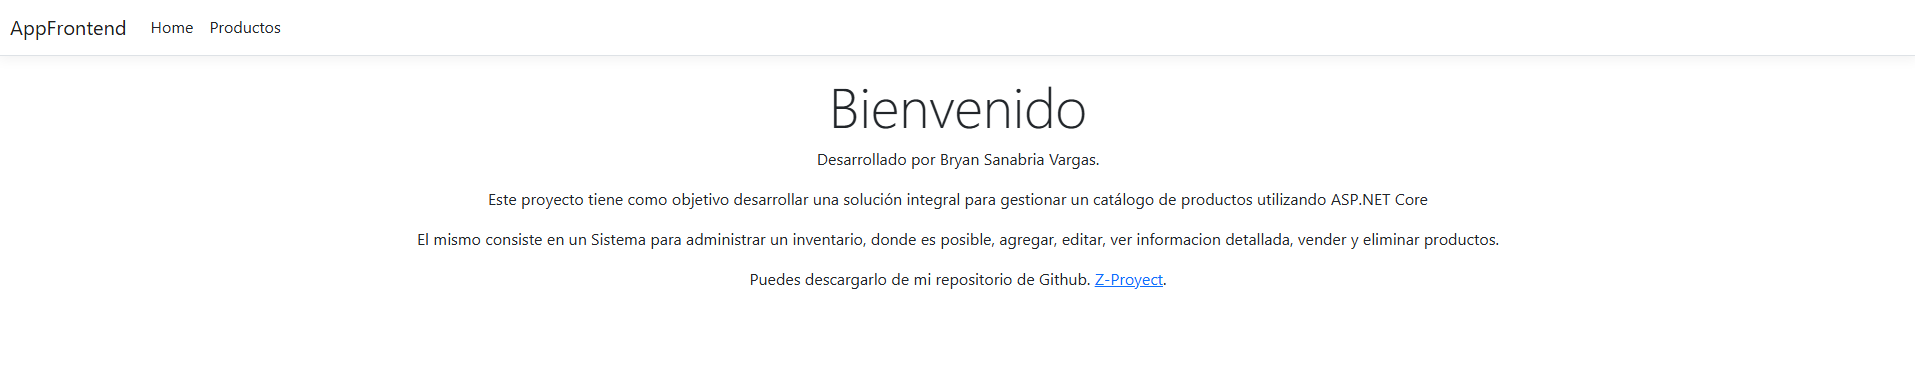 AppFrontend Home Productos
Bienvenido
Desarrollado por Bryan Sanabria Vargas.
Este proyecto tiene como objetivo desarrollar una solución integral para gestionar un catálogo de productos utilizando ASP.NET Core
El mismo consiste en un Sistema para administrar un inventario, donde es posible, agregar, editar, ver informacion detallada, vender y eliminar productos.
Puedes descargarlo de mi repositorio de Github. Z-Proyect.